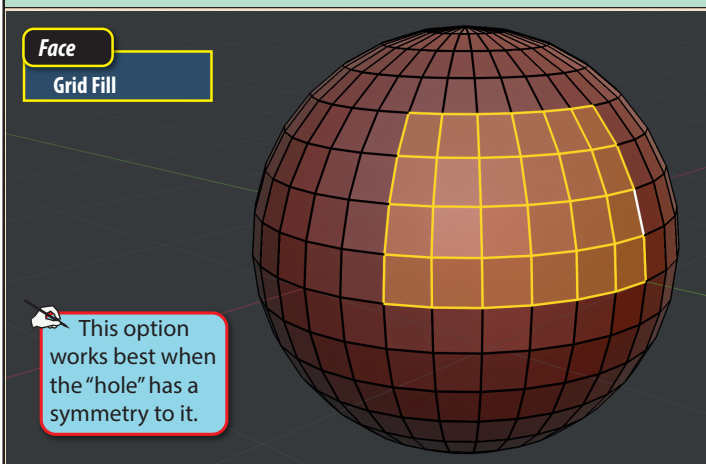 Face
Grid Fill
This option
works best when
the "hole" has a
symmetry to it.